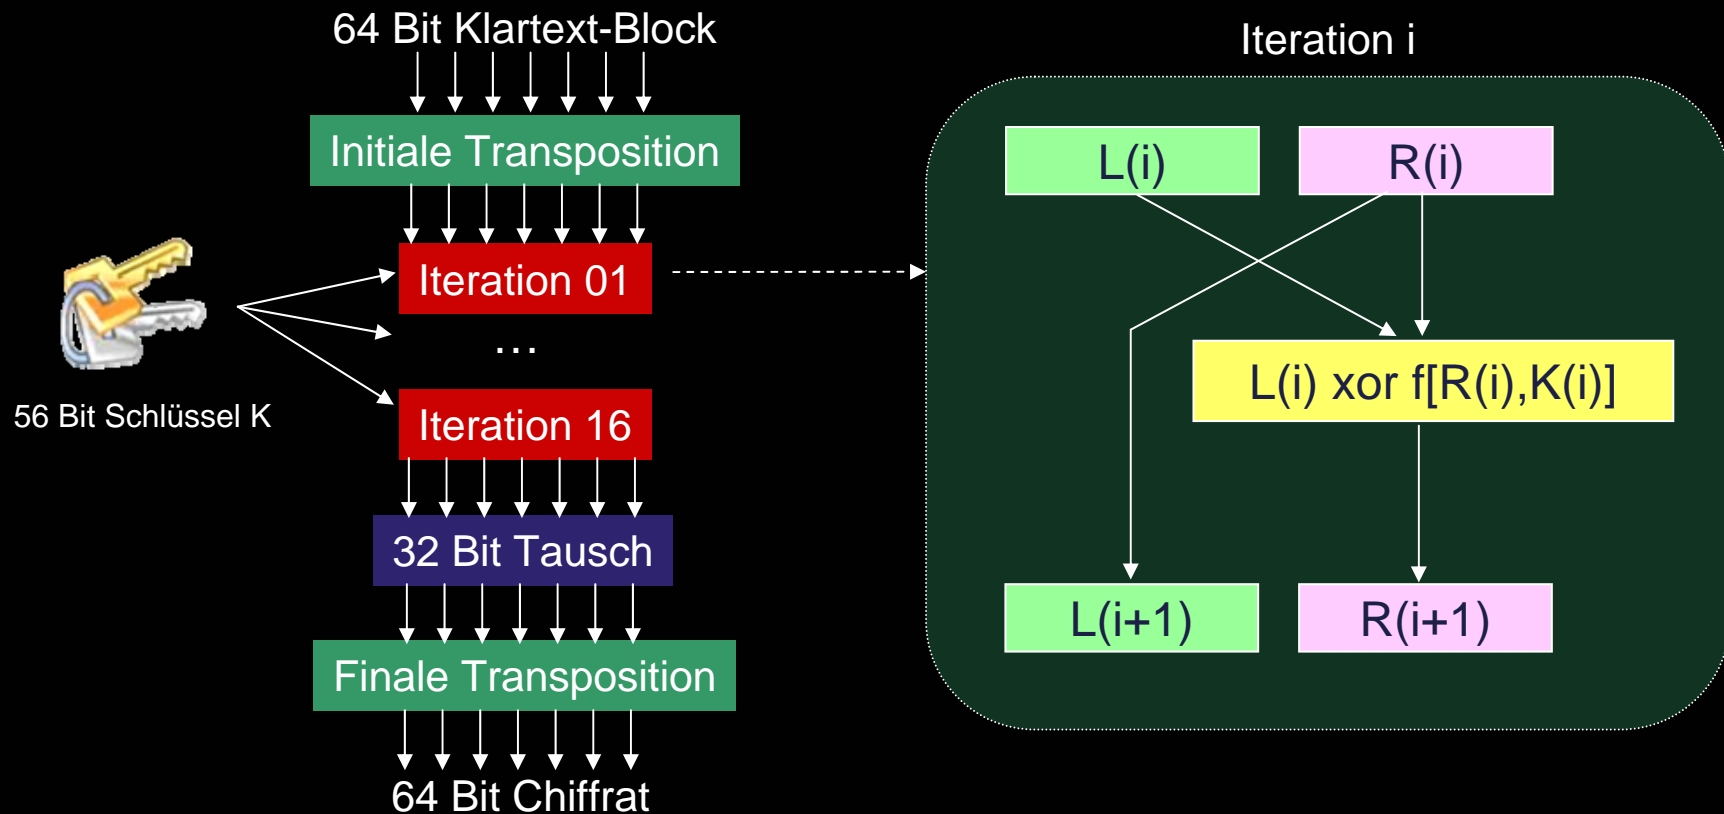 64 Bit Klartext-Block
Initiale Transposition
Iteration 01
…
56 Bit Schlüssel K
Iteration 16
32 Bit Tausch
Finale Transposition
64 Bit Chiffrat
Iteration i
L(i)
R(i)
L(i) xor f[R(i),K(i)]
L(i+1)
R(i+1)